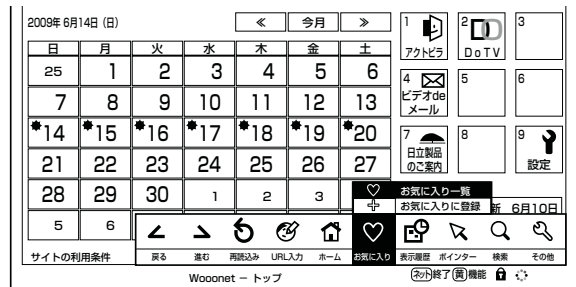 2009年 6月14日（日）
≪ 今月 ≫
日 月 火 水 木 金 土
25 1 2 3 4 5 6
7 8 9 10 11 12 13
14 15 16 17 18 19 20
21 22 23 24 25 26 27
28 29 30 1 2 3
5 6
サイトの利用条件
1 アクトビラ
2 DoTV
3
4 ビデオde
メール
5
6
7 日立製品
のご案内
8
9 設定
お気に入り一覧
お気に入りに登録
新 6月10日
戻る 進む 再読込み URL入力 ホーム お気に入り 表示履歴 ポインター 検索 その他
Wooonet － トップ
ネット終了 黄 機能